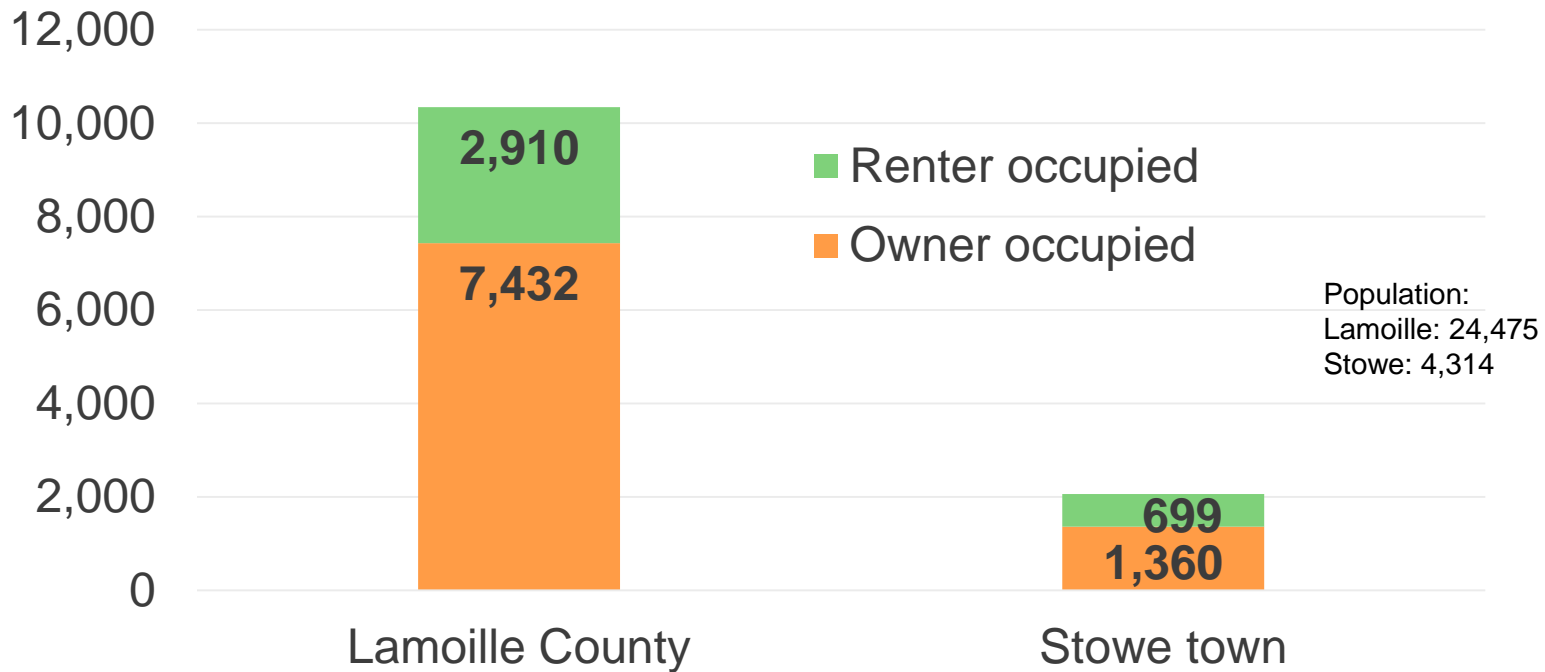 12,000
10,000
8,000
6,000
4,000
2,000
0
2,910
7,432
Renter occupied
Owner occupied
Population:
Lamoille: 24,475
Stowe: 4,314
699
1,360
Lamoille County
Stowe town